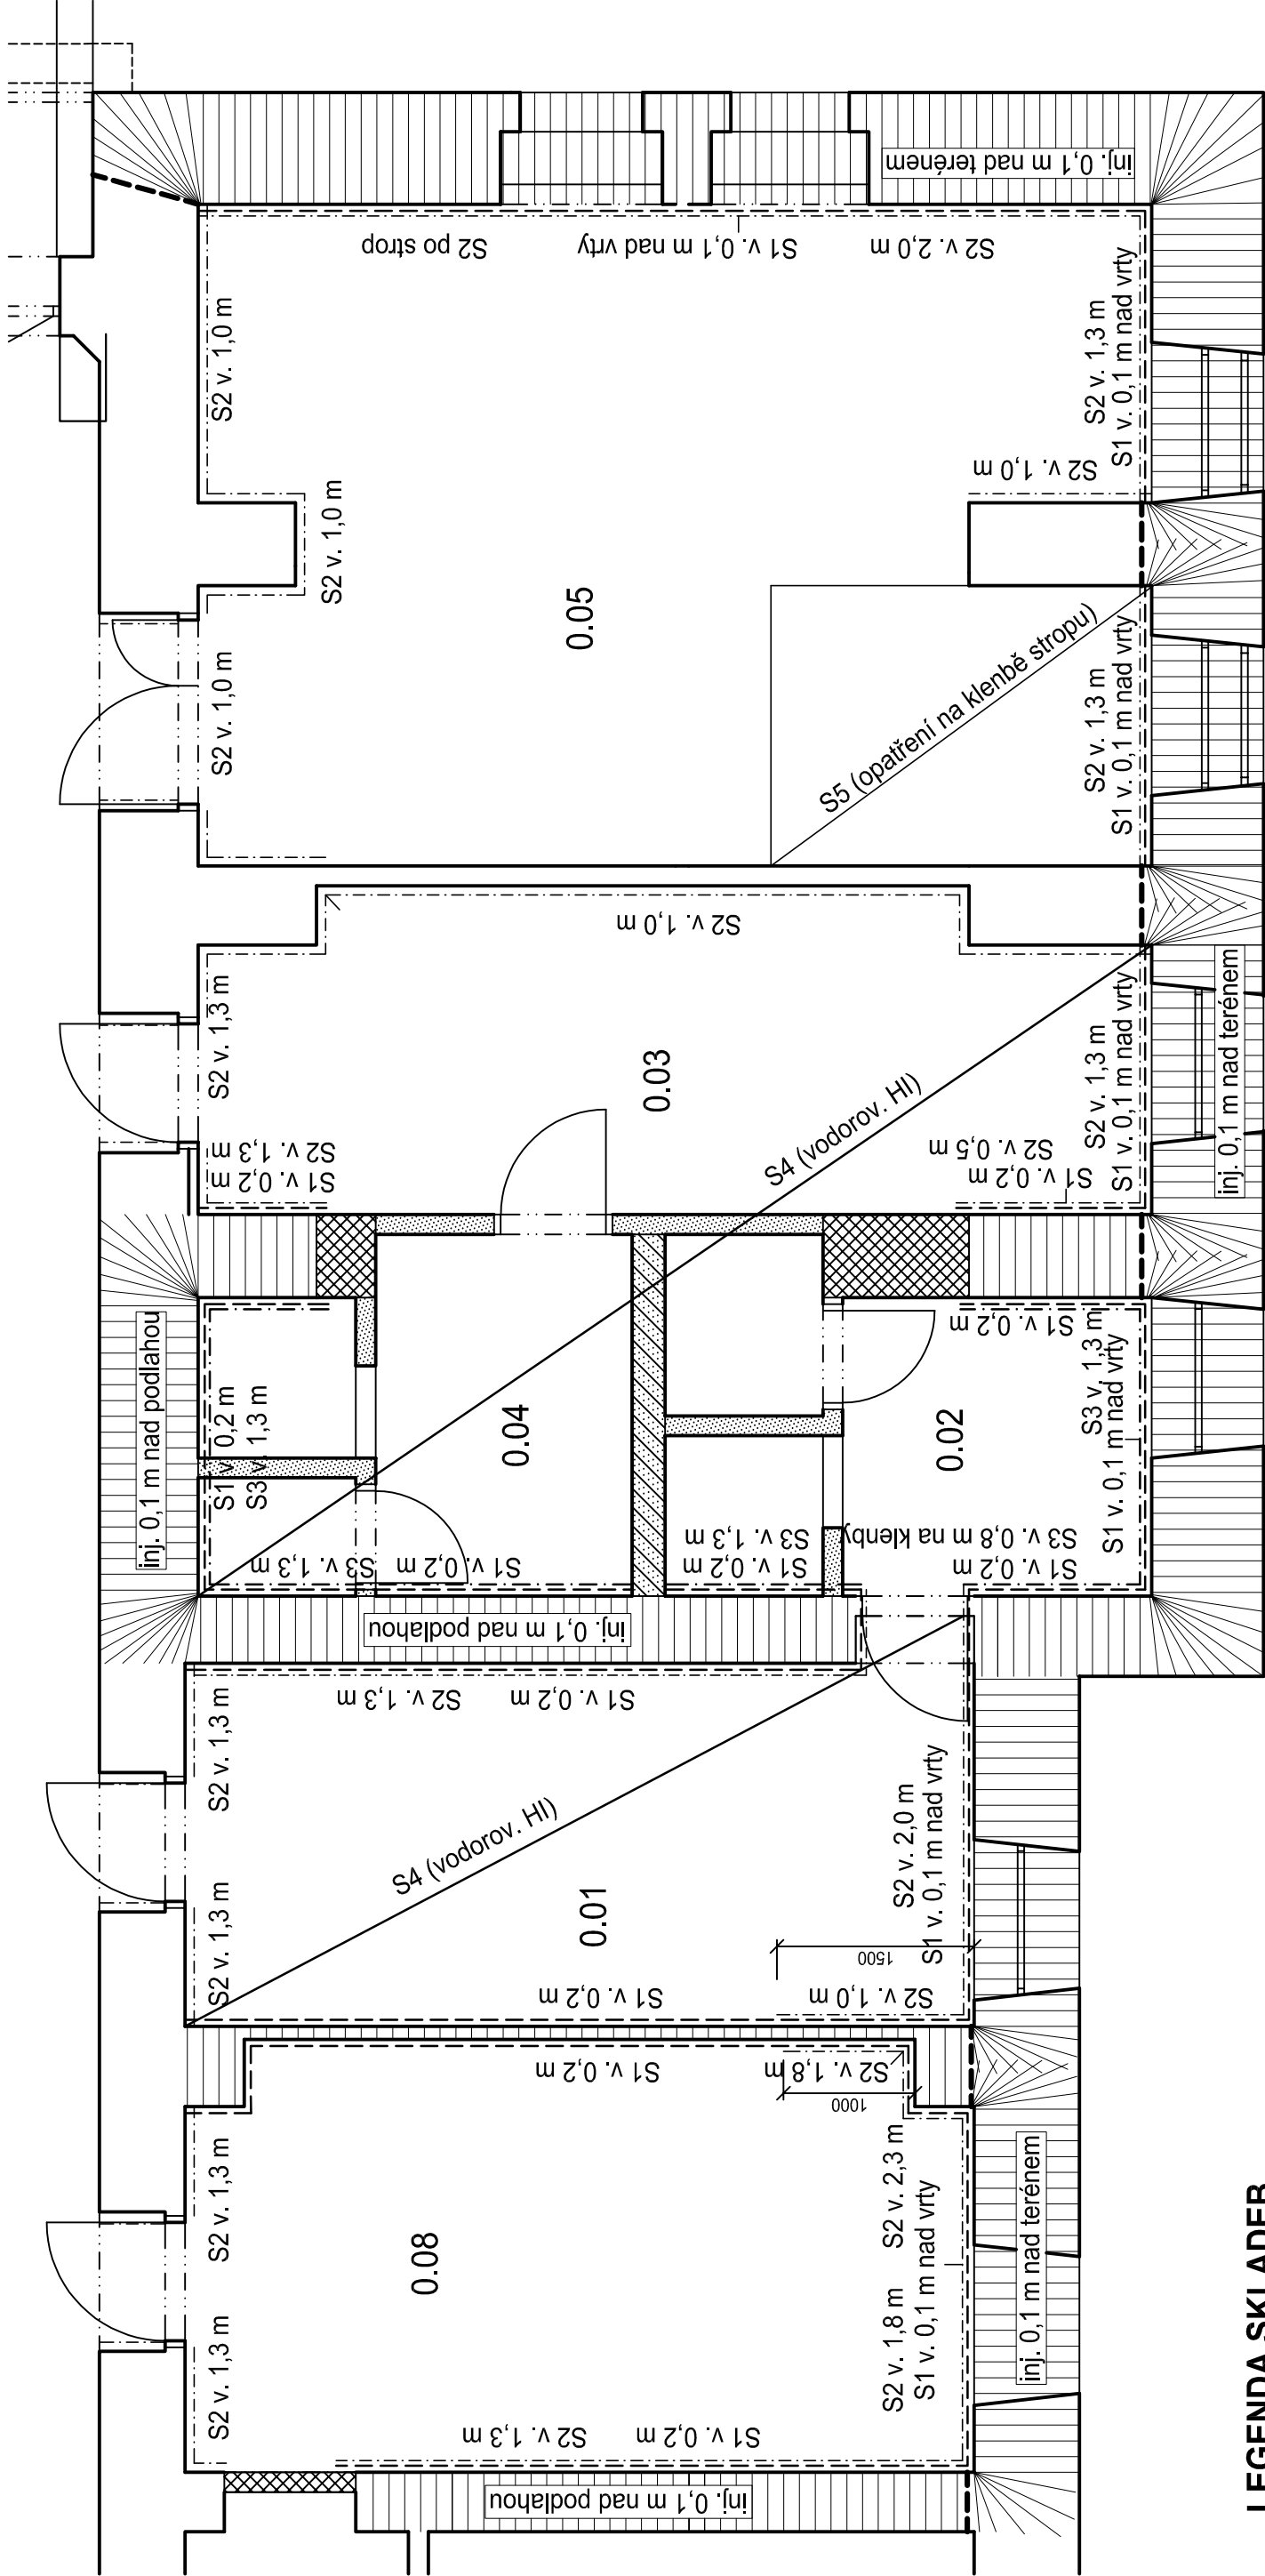 inj. 0,1 m nad terénem
S2 po strop
S1 v. 0,1 m nad vrty
S2 v. 2,0 m
S2 v. 1,0 m
S2 v. 1,0 m
S2 v. 1,0 m
0.05
S2 v. 1,0 m
S2 v. 1,3 m
S1 v. 0,1 m nad vrty
S5 (opatření na klenbě stropu)
S2 v. 1,3 m
S1 v. 0,1 m nad vrty
S2 v. 1,0 m
S2 v. 1,3 m
0.03
S2 v. 1,3 m
S1 v. 0,2 m
S4 (vodorov. HI)
S2 v. 0,5 m
S1 v. 0,2 m
S2 v. 1,3 m
S1 v. 0,1 m nad vrty
inj. 0,1 m nad terénem
inj. 0,1 m nad podlahou
S1 v. 0,2 m
S3 v. 1,3 m
0.04
S3 v. 1,3 m
S1 v. 0,2 m
S1 v. 0,2 m
0.02
S3 v. 1,3 m
S1 v. 0,1 m nad vrty
S3 v. 1,3 m
S1 v. 0,2 m
S3 v. 0,8 m na klenby
S1 v. 0,2 m
inj. 0,1 m nad podlahou
S2 v. 1,3 m
S1 v. 0,2 m
S2 v. 1,3 m
S2 v. 1,3 m
S4 (vodorov. HI)
0.01
S2 v. 2,0 m
S1 v. 0,1 m nad vrty
1500
S1 v. 0,2 m
S2 v. 1,0 m
S1 v. 0,2 m
S2 v. 1,8 m
1000
S2 v. 1,3 m
S2 v. 1,3 m
0.08
S2 v. 2,3 m
S2 v. 1,8 m
S1 v. 0,1 m nad vrty
inj. 0,1 m nad terénem
S2 v. 1,3 m
S1 v. 0,2 m
inj. 0,1 m nad podlahou
LEGENDA SKLADEB